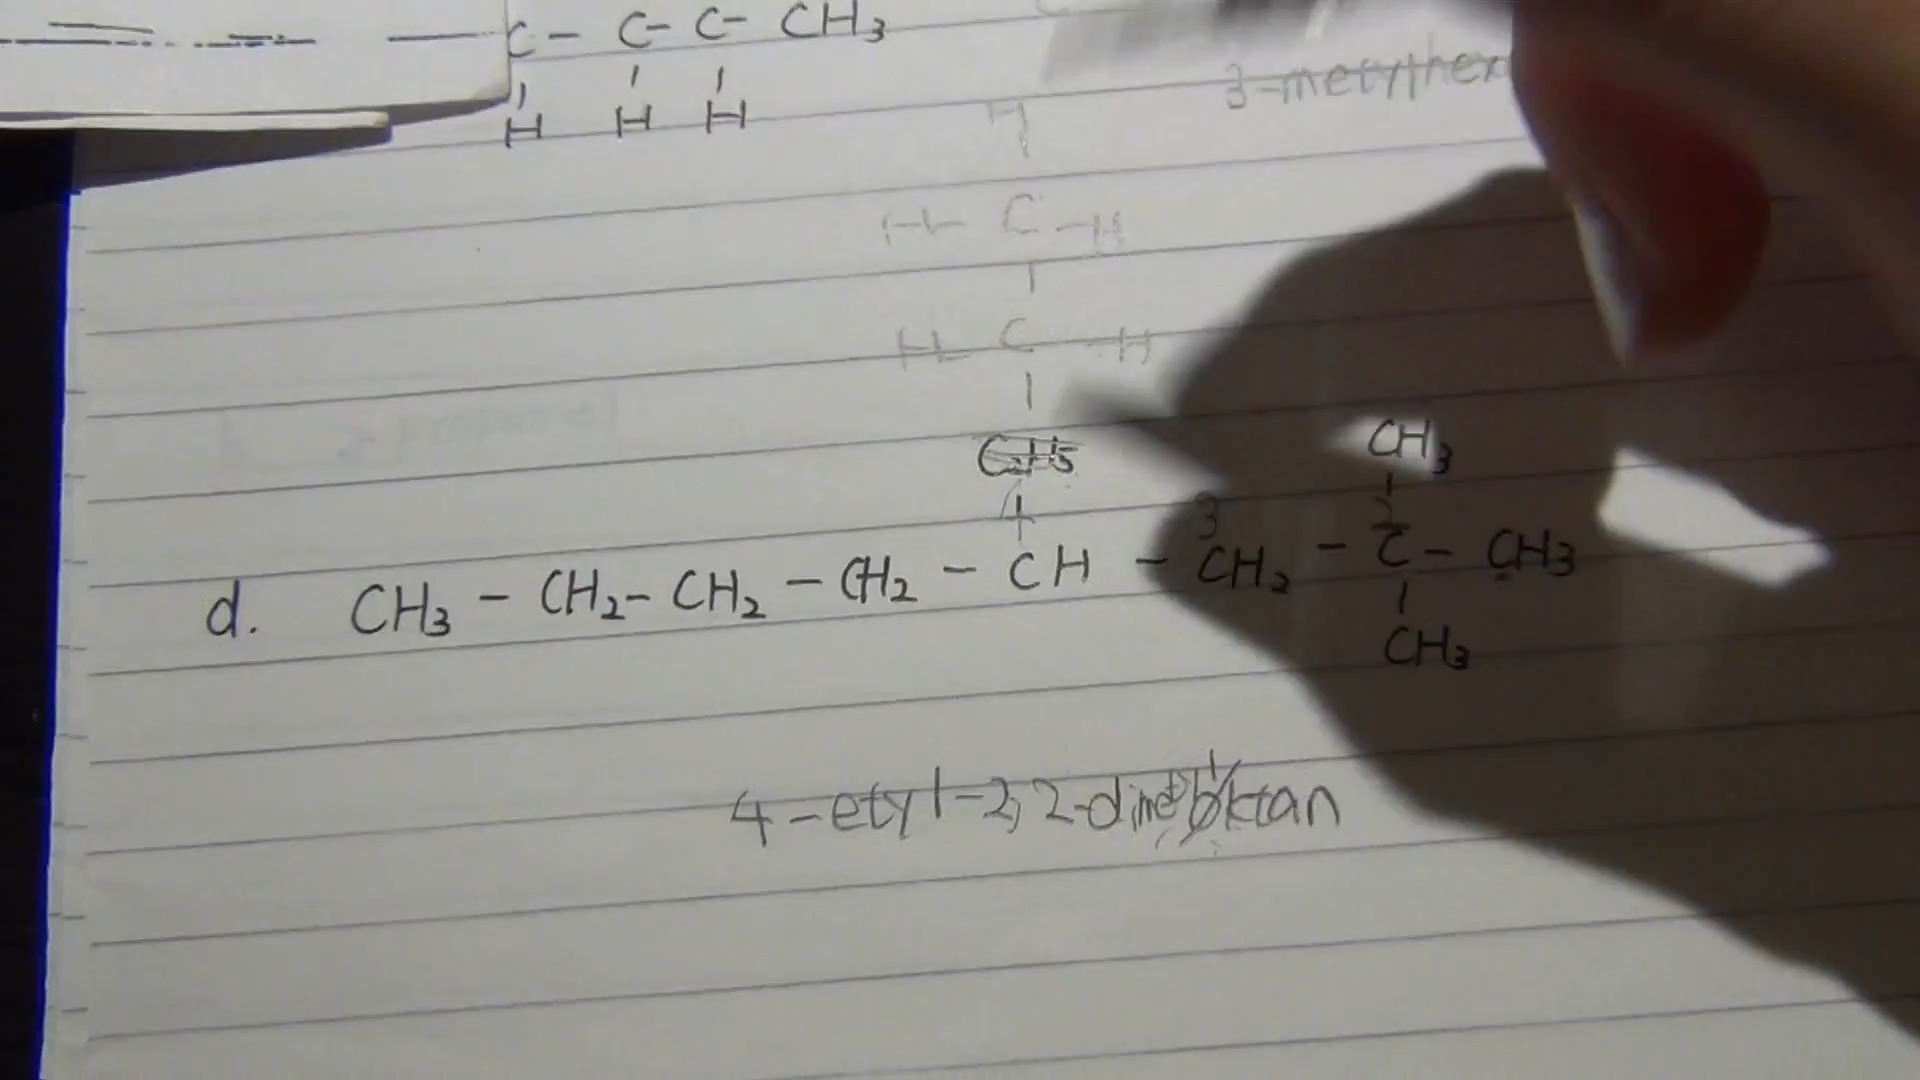 C - C - C - CH3
H H H
3-metylhex
H
H - C - H
H - C - H
C2H5
CH3
4
3
d. CH3 - CH2 - CH2 - CH2 - CH - CH2 - C - CH3
CH3
4-etyl-2,2-dimetyloktan